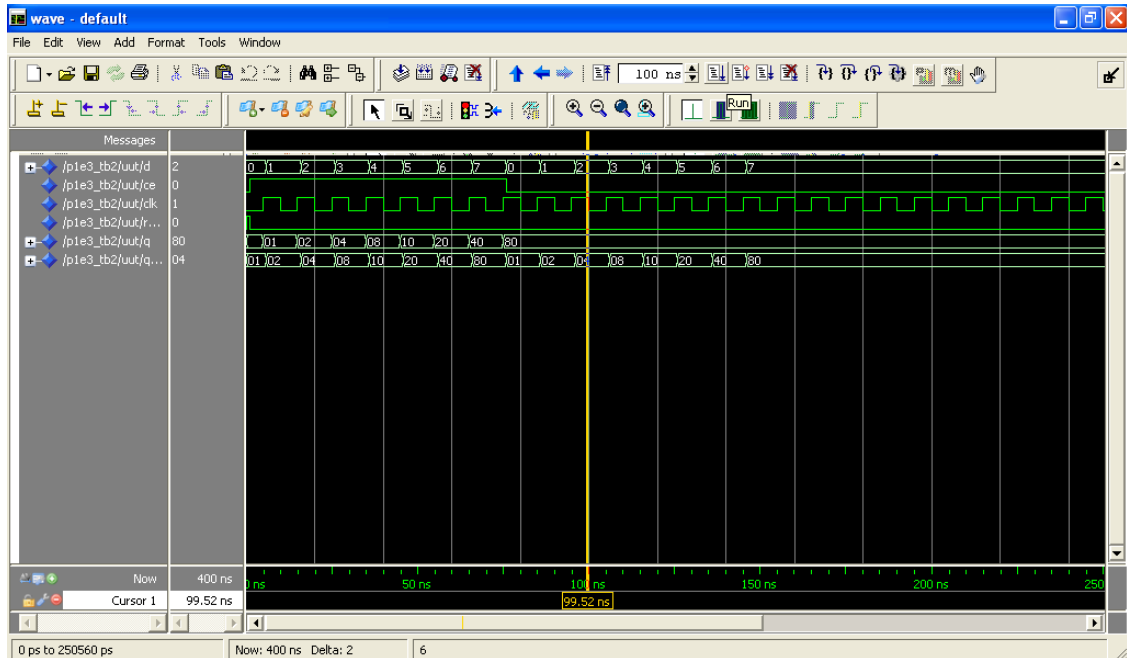 wave - default
File Edit View Add Format Tools Window
100 ns
Run
Messages
/p1e3_tb2/uut/d 2 0 1 2 3 4 5 6 7 0 1 2 3 4 5 6 7
/p1e3_tb2/uut/ce 0
/p1e3_tb2/uut/clk 1
/p1e3_tb2/uut/r... 0
/p1e3_tb2/uut/q 80 01 02 04 08 10 20 40 80
/p1e3_tb2/uut/q... 04 01 02 04 08 10 20 40 80 01 02 04 08 10 20 40 80
Now 400 ns 0 ns 50 ns 100 ns 150 ns 200 ns 250
Cursor 1 99.52 ns 99.52 ns
0 ps to 250560 ps Now: 400 ns Delta: 2 6